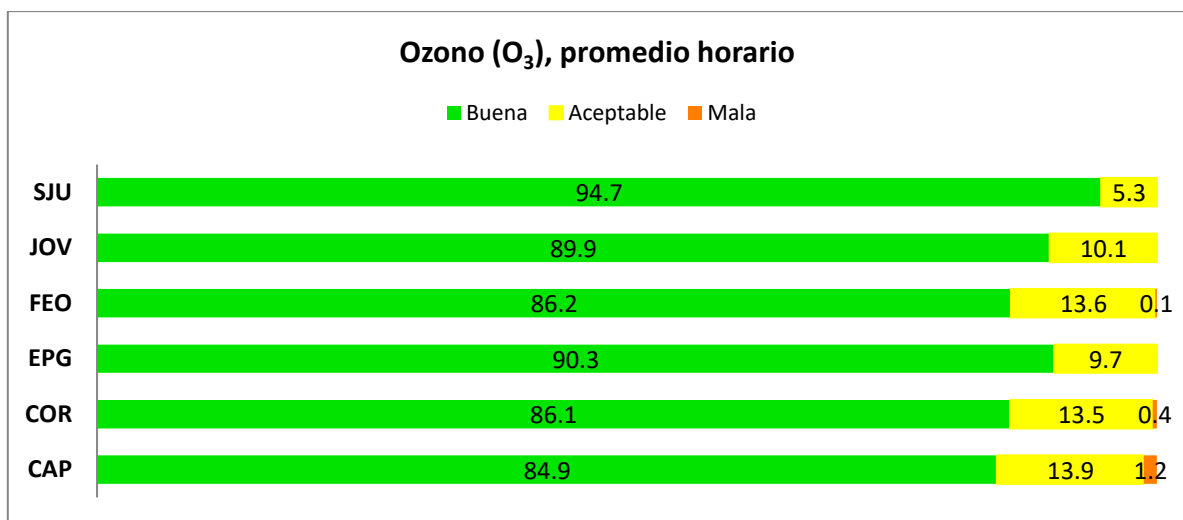 Ozono (O₃), promedio horario
Buena Aceptable Mala
SJU 94.7 5.3
JOV 89.9 10.1
FEO 86.2 13.6 0.1
EPG 90.3 9.7
COR 86.1 13.5 0.4
CAP 84.9 13.9 1.2